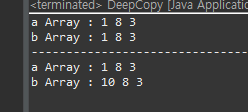 <terminated> DeepCopy [Java Applicatio
a Array : 1 8 3
b Array : 1 8 3
------------------------------------
a Array : 1 8 3
b Array : 10 8 3